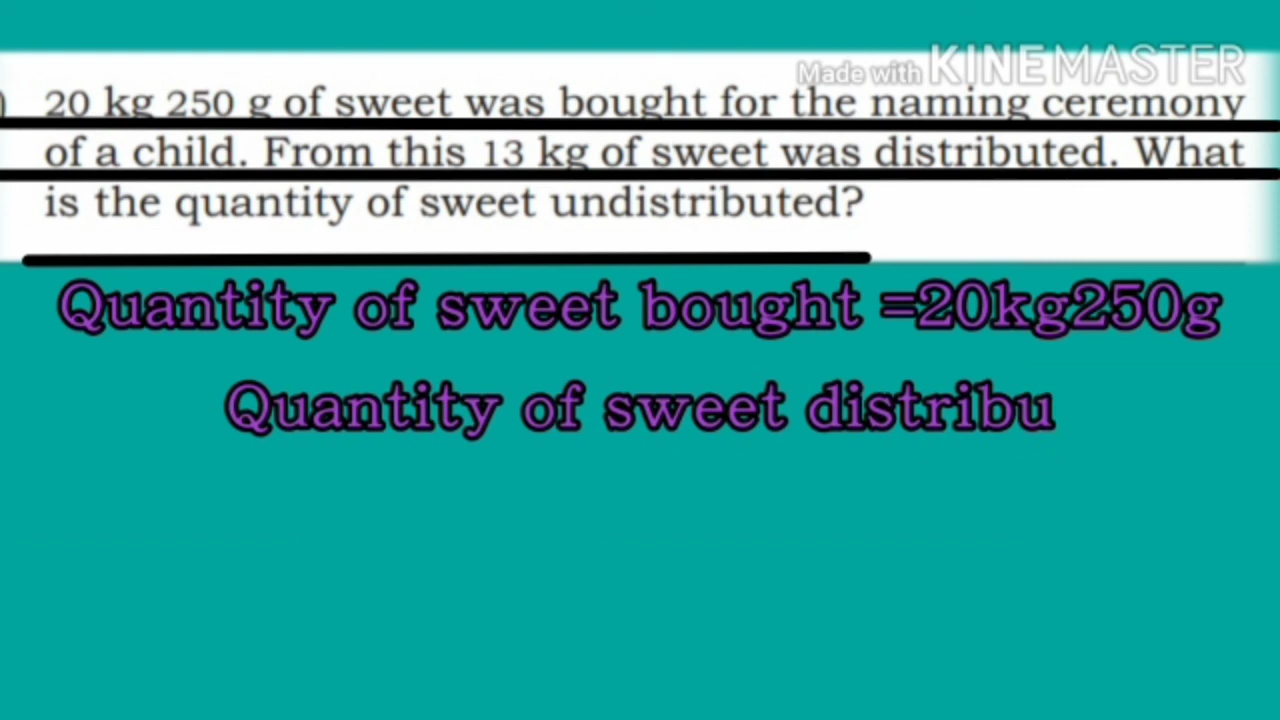 Made with KINEMASTER
) 20 kg 250 g of sweet was bought for the naming ceremony
of a child. From this 13 kg of sweet was distributed. What
is the quantity of sweet undistributed?
Quantity of sweet bought =20kg250g
Quantity of sweet distribu